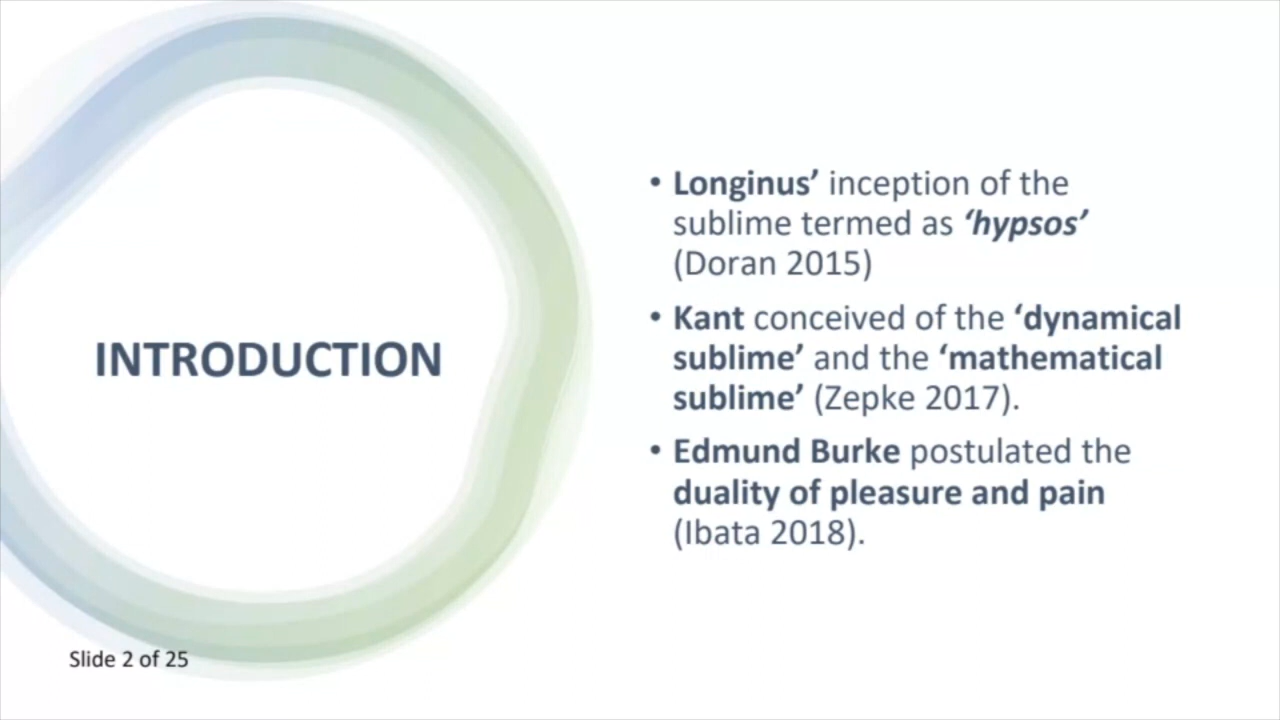 INTRODUCTION
• Longinus’ inception of the
sublime termed as ‘hypsos’
(Doran 2015)
• Kant conceived of the ‘dynamical
sublime’ and the ‘mathematical
sublime’ (Zepke 2017).
• Edmund Burke postulated the
duality of pleasure and pain
(Ibata 2018).
Slide 2 of 25